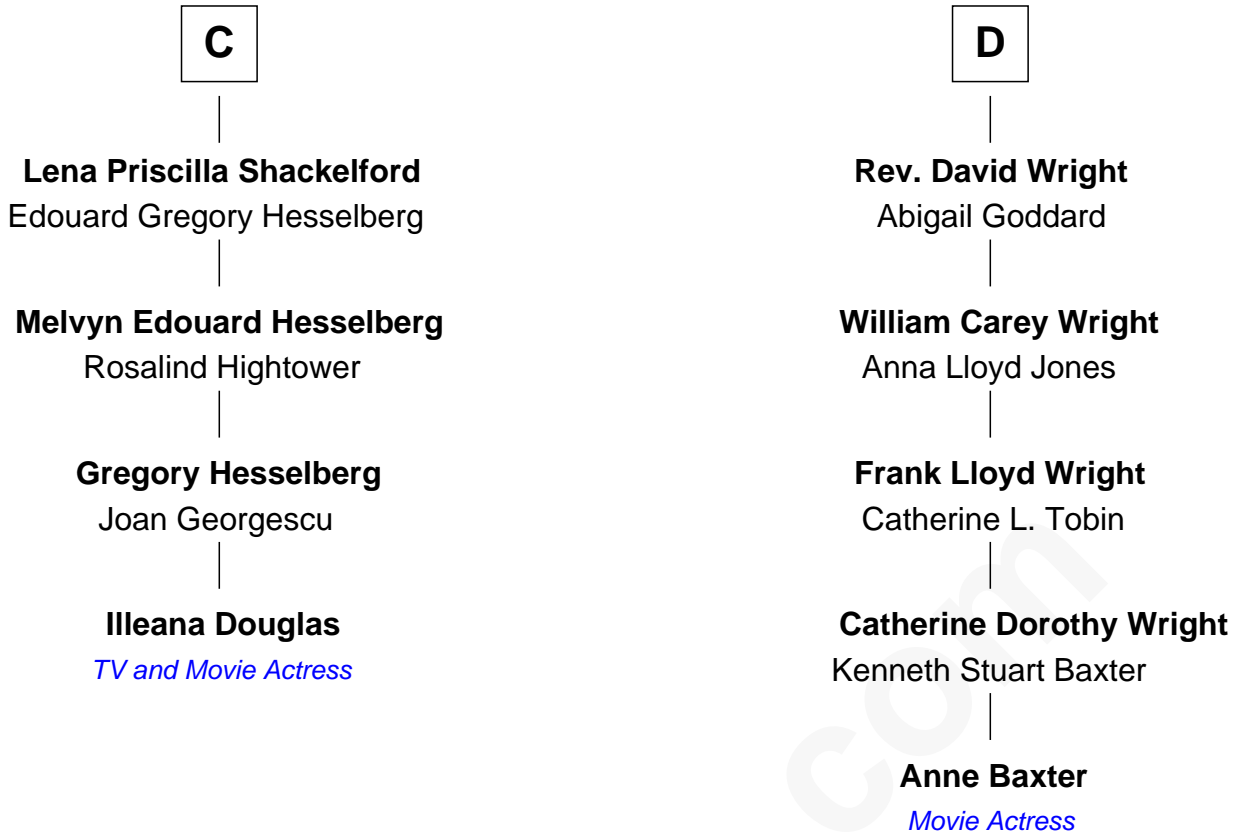 C
Lena Priscilla Shackelford
Edouard Gregory Hesselberg
Melvyn Edouard Hesselberg
Rosalind Hightower
Gregory Hesselberg
Joan Georgescu
Illeana Douglas
TV and Movie Actress
D
Rev. David Wright
Abigail Goddard
William Carey Wright
Anna Lloyd Jones
Frank Lloyd Wright
Catherine L. Tobin
Catherine Dorothy Wright
Kenneth Stuart Baxter
Anne Baxter
Movie Actress
com